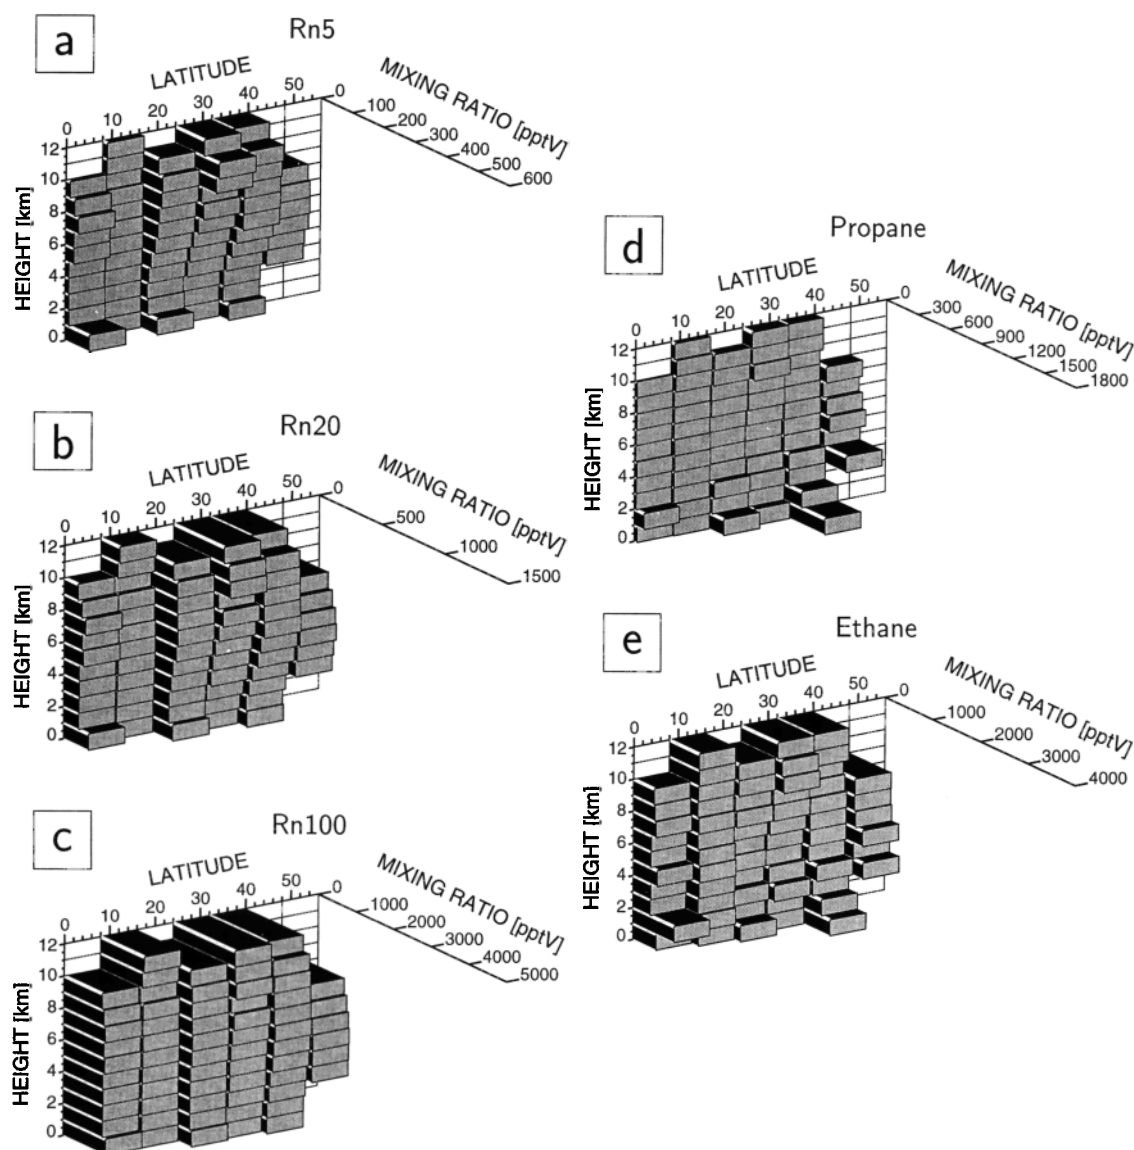 a
Rn5
LATITUDE
0 10 20 30 40 50
MIXING RATIO [pptV]
0 100 200 300 400 500 600
HEIGHT [km]
12
10
8
6
4
2
0
b
Rn20
LATITUDE
0 10 20 30 40 50
MIXING RATIO [pptV]
0 500 1000 1500
HEIGHT [km]
12
10
8
6
4
2
0
c
Rn100
LATITUDE
0 10 20 30 40 50
MIXING RATIO [pptV]
0 1000 2000 3000 4000 5000
HEIGHT [km]
12
10
8
6
4
2
0
d
Propane
LATITUDE
0 10 20 30 40 50
MIXING RATIO [pptV]
0 300 600 900 1200 1500 1800
HEIGHT [km]
12
10
8
6
4
2
0
e
Ethane
LATITUDE
0 10 20 30 40 50
MIXING RATIO [pptV]
0 1000 2000 3000 4000
HEIGHT [km]
12
10
8
6
4
2
0